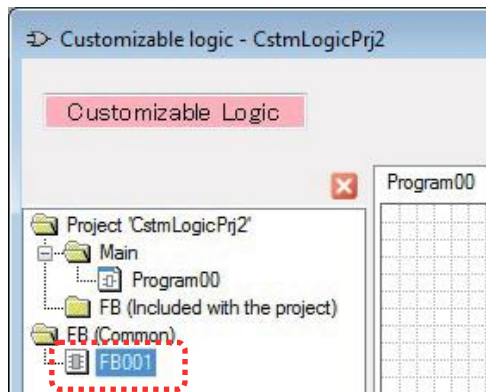 Customizable logic - CstmLogicPrj2
Customizable Logic
Program00
Project 'CstmLogicPrj2'
Main
Program00
FB (Included with the project)
FB (Common)
FB001